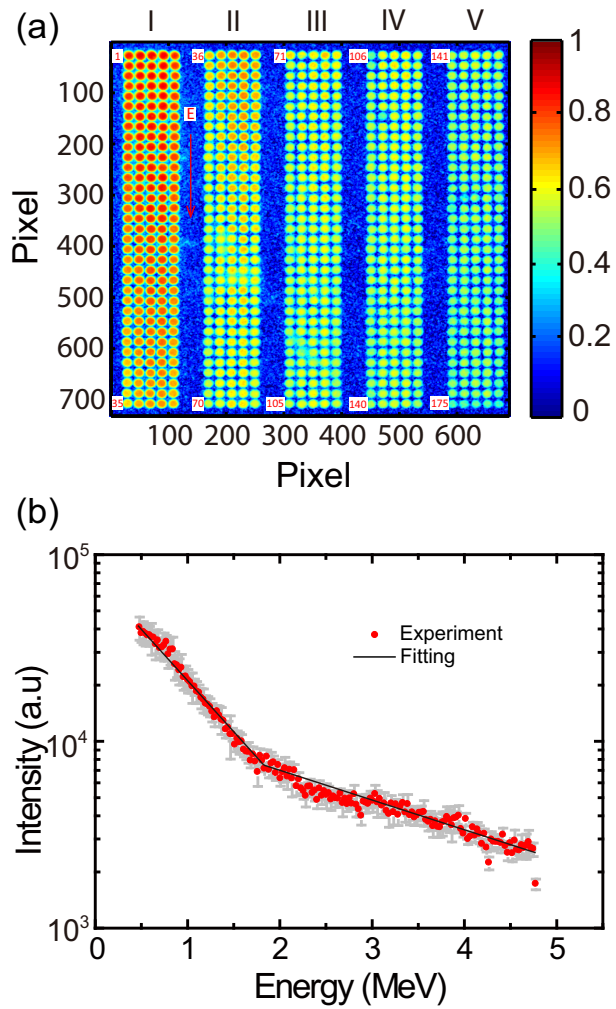 (a)
I II III IV V
1 36 71 106 141
E
100
200
300
400
500
600
700
35 70 105 140 175
100 200 300 400 500 600
Pixel
Pixel
1
0.8
0.6
0.4
0.2
0
(b)
10^5
10^4
10^3
Intensity (a.u)
Experiment
Fitting
0 1 2 3 4 5
Energy (MeV)